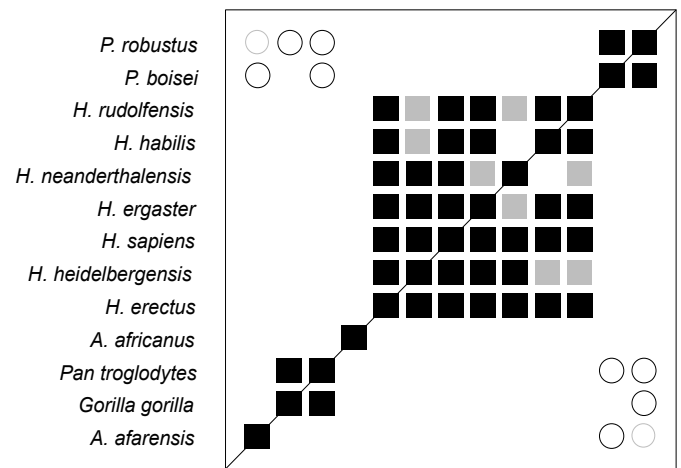 P. robustus
P. boisei
H. rudolfensis
H. habilis
H. neanderthalensis
H. ergaster
H. sapiens
H. heidelbergensis
H. erectus
A. africanus
Pan troglodytes
Gorilla gorilla
A. afarensis